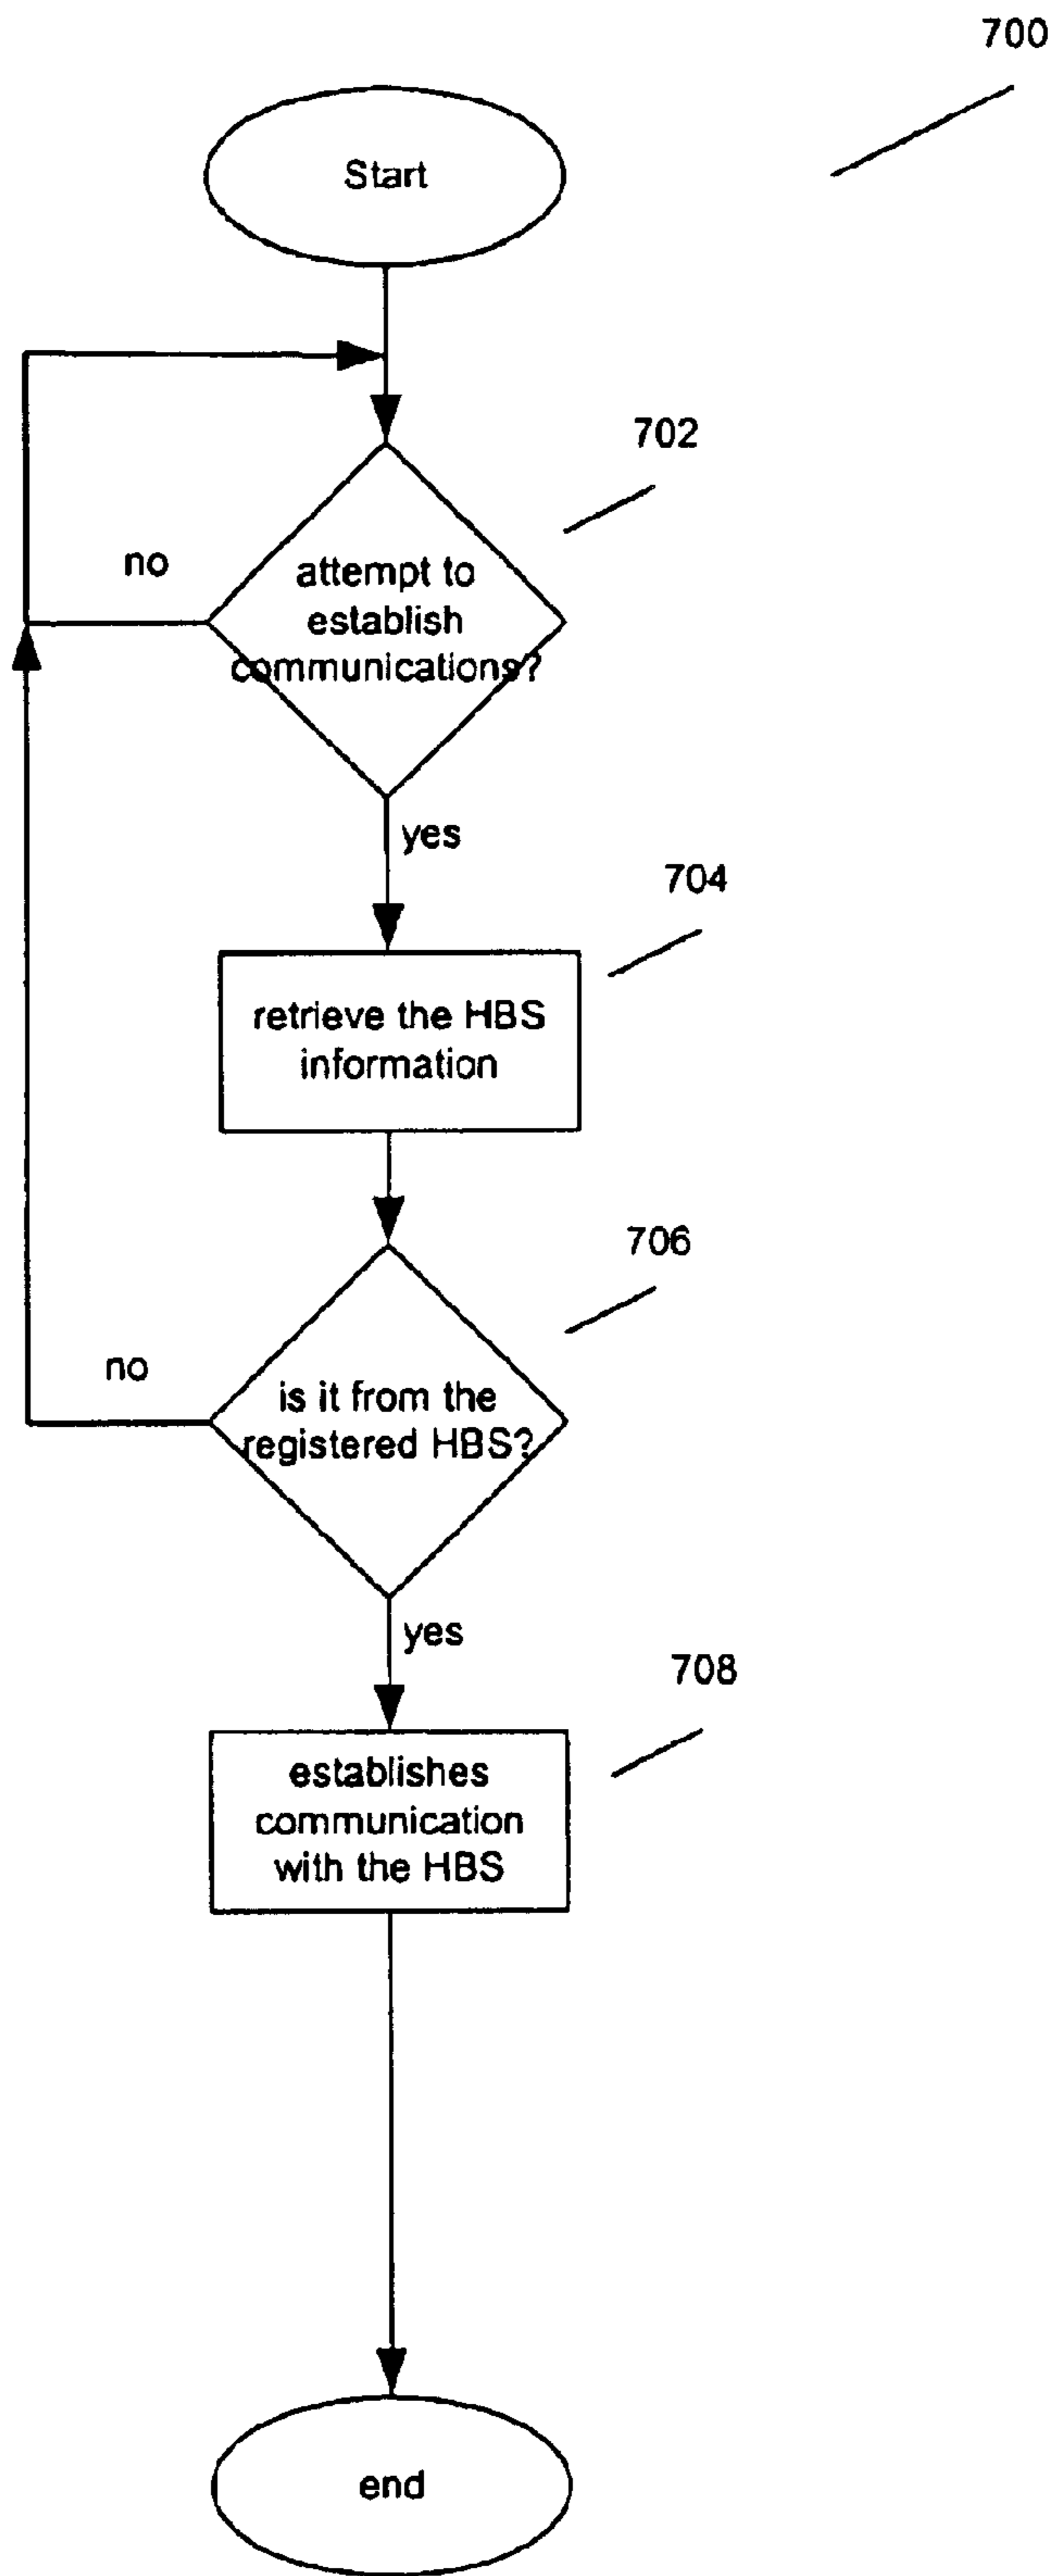 700
Start
702
no
attempt to
establish
communications?
yes
704
retrieve the HBS
information
706
no
is it from the
registered HBS?
yes
708
establishes
communication
with the HBS
end